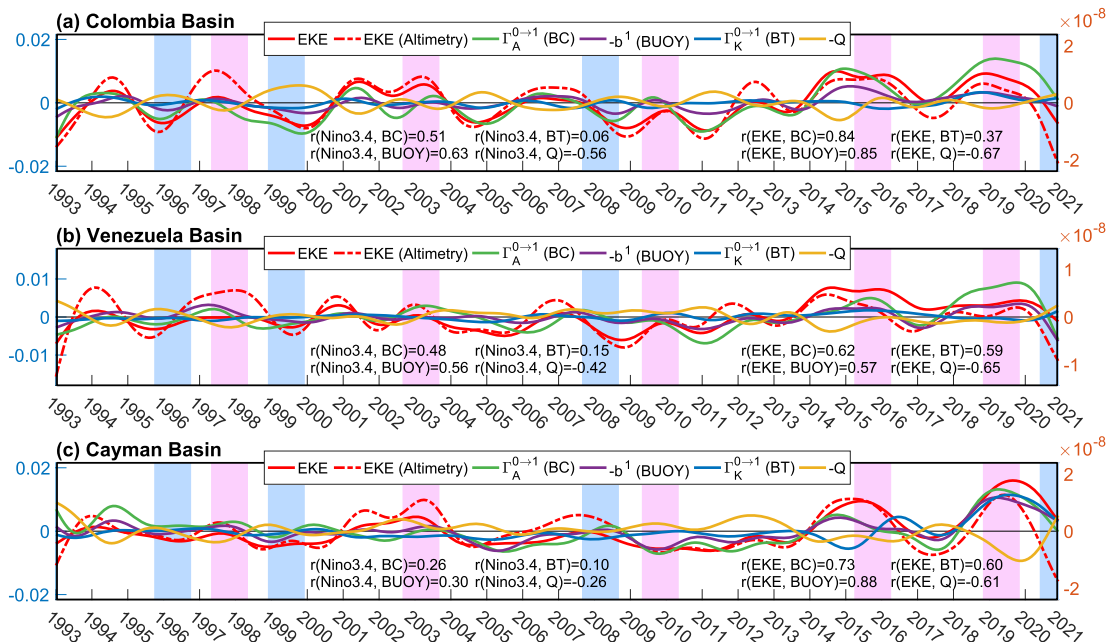 (a) Colombia Basin
×10⁻⁸
EKE EKE (Altimetry) Γ_A^{0→1} (BC) -b¹ (BUOY) Γ_K^{0→1} (BT) -Q
0.02
0
-0.02
2
0
-2
r(Nino3.4, BC)=0.51 r(Nino3.4, BT)=0.06 r(EKE, BC)=0.84 r(EKE, BT)=0.37
r(Nino3.4, BUOY)=0.63 r(Nino3.4, Q)=-0.56 r(EKE, BUOY)=0.85 r(EKE, Q)=-0.67
1993 1994 1995 1996 1997 1998 1999 2000 2001 2002 2003 2004 2005 2006 2007 2008 2009 2010 2011 2012 2013 2014 2015 2016 2017 2018 2019 2020 2021
(b) Venezuela Basin
×10⁻⁸
EKE EKE (Altimetry) Γ_A^{0→1} (BC) -b¹ (BUOY) Γ_K^{0→1} (BT) -Q
0.01
0
-0.01
1
0
-1
r(Nino3.4, BC)=0.48 r(Nino3.4, BT)=0.15 r(EKE, BC)=0.62 r(EKE, BT)=0.59
r(Nino3.4, BUOY)=0.56 r(Nino3.4, Q)=-0.42 r(EKE, BUOY)=0.57 r(EKE, Q)=-0.65
1993 1994 1995 1996 1997 1998 1999 2000 2001 2002 2003 2004 2005 2006 2007 2008 2009 2010 2011 2012 2013 2014 2015 2016 2017 2018 2019 2020 2021
(c) Cayman Basin
×10⁻⁸
EKE EKE (Altimetry) Γ_A^{0→1} (BC) -b¹ (BUOY) Γ_K^{0→1} (BT) -Q
0.02
0
-0.02
2
0
-2
r(Nino3.4, BC)=0.26 r(Nino3.4, BT)=0.10 r(EKE, BC)=0.73 r(EKE, BT)=0.60
r(Nino3.4, BUOY)=0.30 r(Nino3.4, Q)=-0.26 r(EKE, BUOY)=0.88 r(EKE, Q)=-0.61
1993 1994 1995 1996 1997 1998 1999 2000 2001 2002 2003 2004 2005 2006 2007 2008 2009 2010 2011 2012 2013 2014 2015 2016 2017 2018 2019 2020 2021